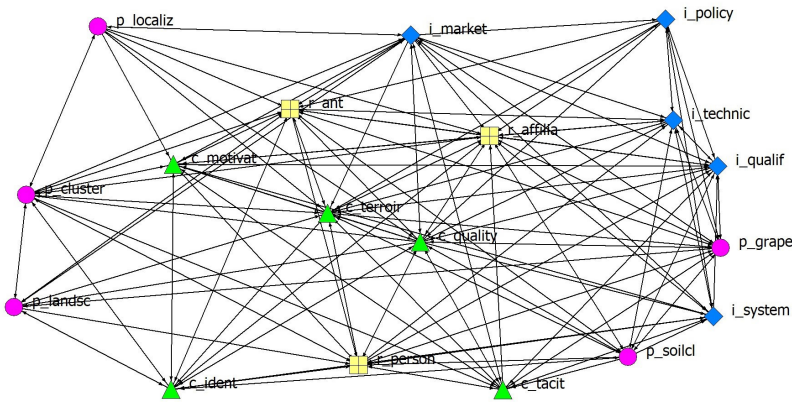 p_localiz
i_market
i_policy
r_ant
i_technic
r_affilia
c_motivat
i_qualif
p_cluster
c_terroir
c_quality
p_grape
p_landsc
i_system
r_person
p_soilcl
c_ident
c_tacit